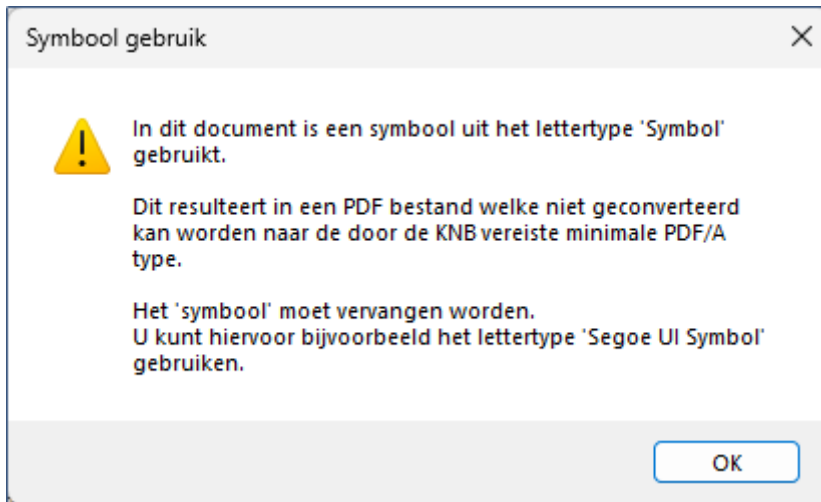 Symbool gebruik
In dit document is een symbool uit het lettertype 'Symbol'
gebruikt.
Dit resulteert in een PDF bestand welke niet geconverteerd
kan worden naar de door de KNB vereiste minimale PDF/A
type.
Het 'symbool' moet vervangen worden.
U kunt hiervoor bijvoorbeeld het lettertype 'Segoe UI Symbol'
gebruiken.
OK